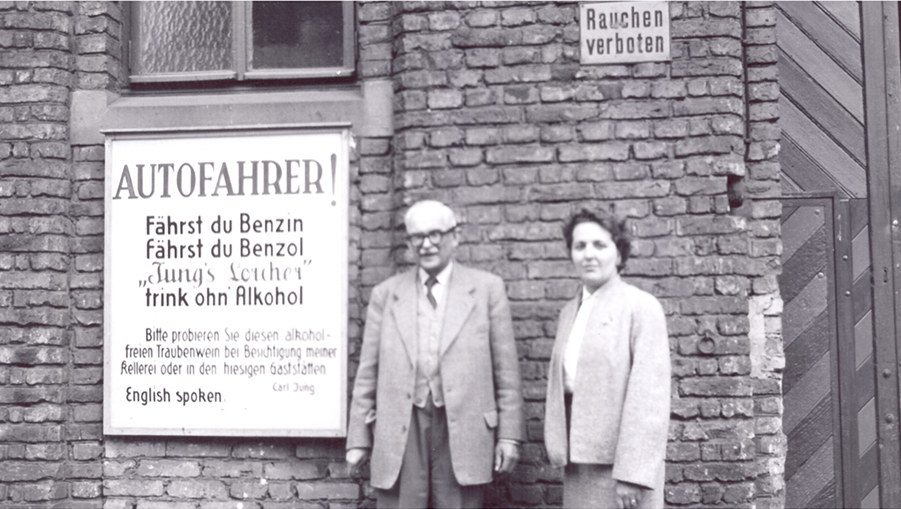 Rauchen
verboten
AUTOFAHRER!
Fährst du Benzin
Fährst du Benzol
„Jung's Lorcher"
trink ohn' Alkohol
Bitte probieren Sie diesen alkohol-
freien Traubenwein bei Besichtigung meiner
Kellerei oder in den hiesigen Gaststätten
Carl Jung
English spoken.